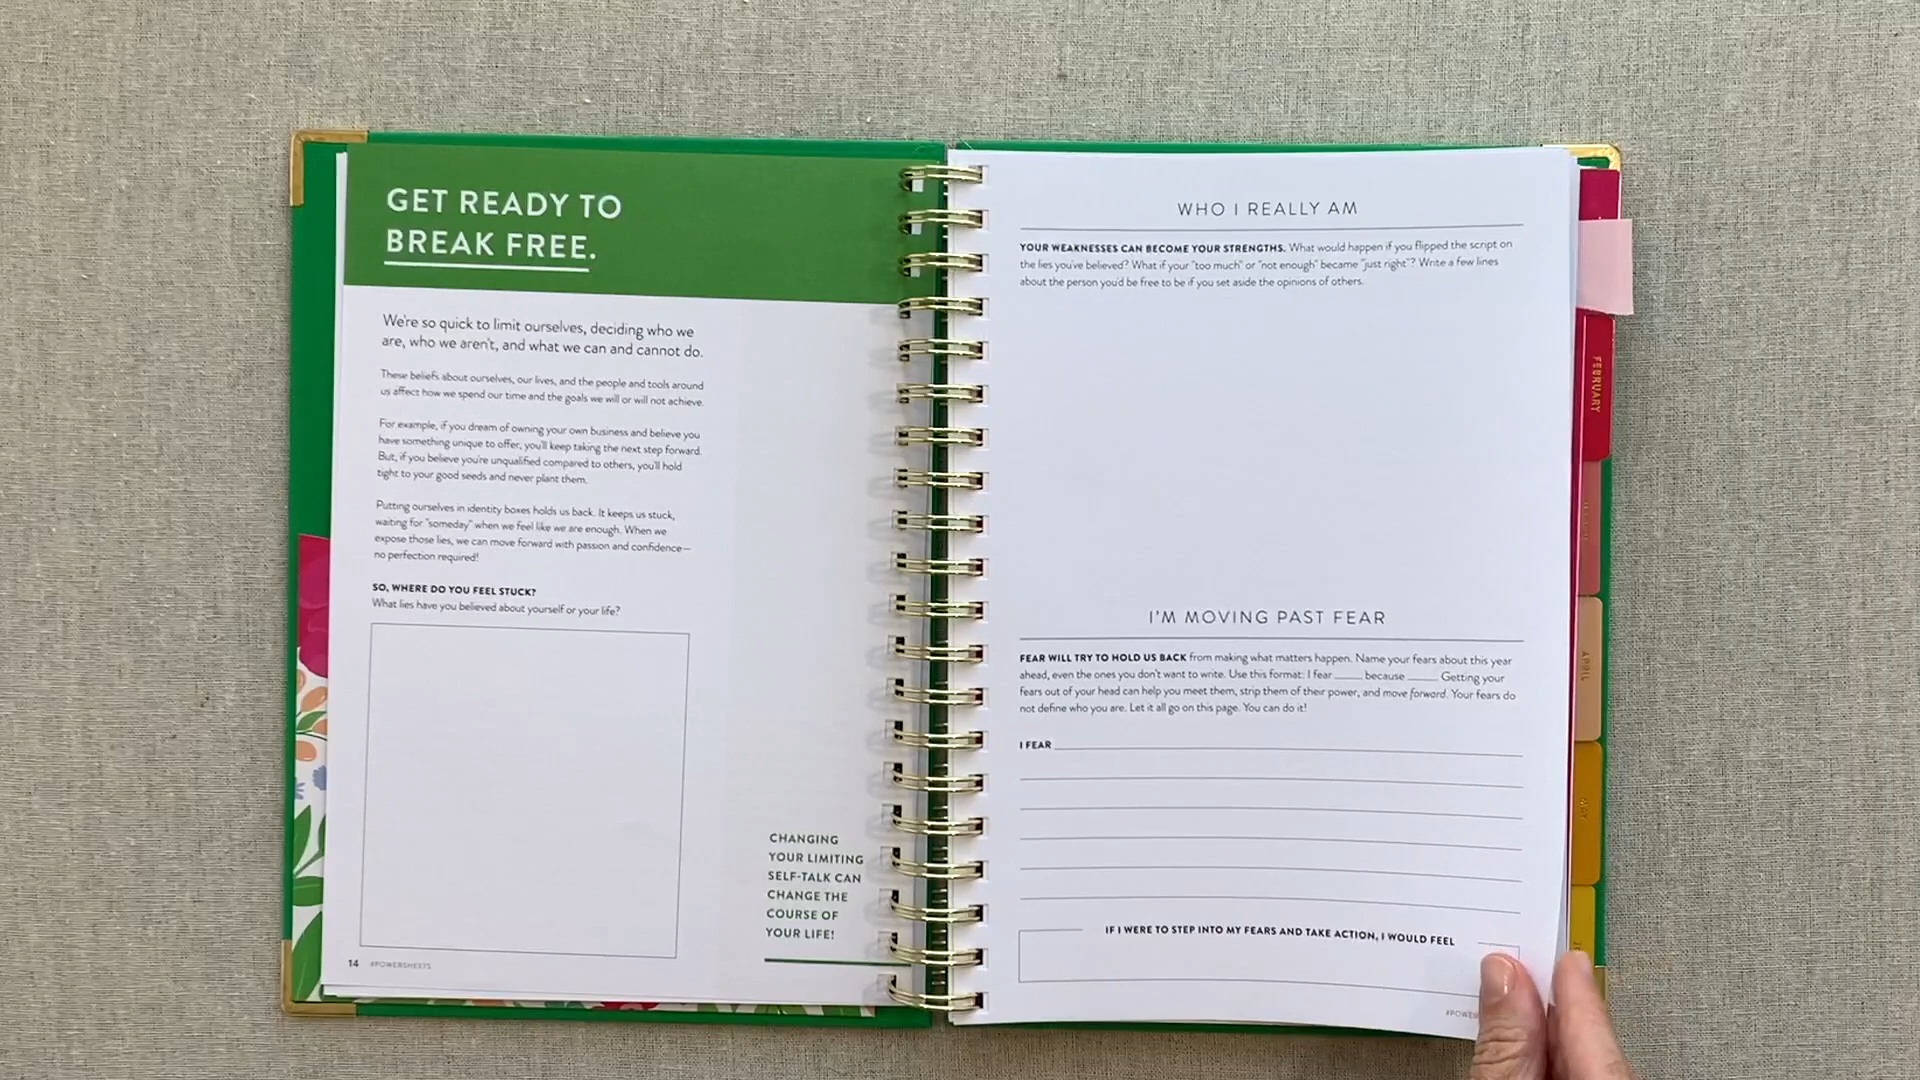 GET READY TO
BREAK FREE.
We're so quick to limit ourselves, deciding who we
are, who we aren't, and what we can and cannot do.
These beliefs about ourselves, our lives, and the people and tools around
us affect how we spend our time and the goals we will or will not achieve.
For example, if you dream of owning your own business and believe you
have something unique to offer, you'll keep taking the next step forward.
But, if you believe you're unqualified compared to others, you'll hold
tight to your good seeds and never plant them.
Putting ourselves in identity boxes holds us back. It keeps us stuck,
waiting for "someday" when we feel like we are enough. When we
expose those lies, we can move forward with passion and confidence—
no perfection required!
SO, WHERE DO YOU FEEL STUCK?
What lies have you believed about yourself or your life?
CHANGING
YOUR LIMITING
SELF-TALK CAN
CHANGE THE
COURSE OF
YOUR LIFE!
14 #POWERSHEETS
WHO I REALLY AM
YOUR WEAKNESSES CAN BECOME YOUR STRENGTHS. What would happen if you flipped the script on
the lies you've believed? What if your "too much" or "not enough" became "just right"? Write a few lines
about the person you'd be free to be if you set aside the opinions of others.
I'M MOVING PAST FEAR
FEAR WILL TRY TO HOLD US BACK from making what matters happen. Name your fears about this year
ahead, even the ones you don't want to write. Use this format: I fear _____ because _____. Getting your
fears out of your head can help you meet them, strip them of their power, and move forward. Your fears do
not define who you are. Let it all go on this page. You can do it!
I FEAR
IF I WERE TO STEP INTO MY FEARS AND TAKE ACTION, I WOULD FEEL
FEBRUARY
APRIL
MAY